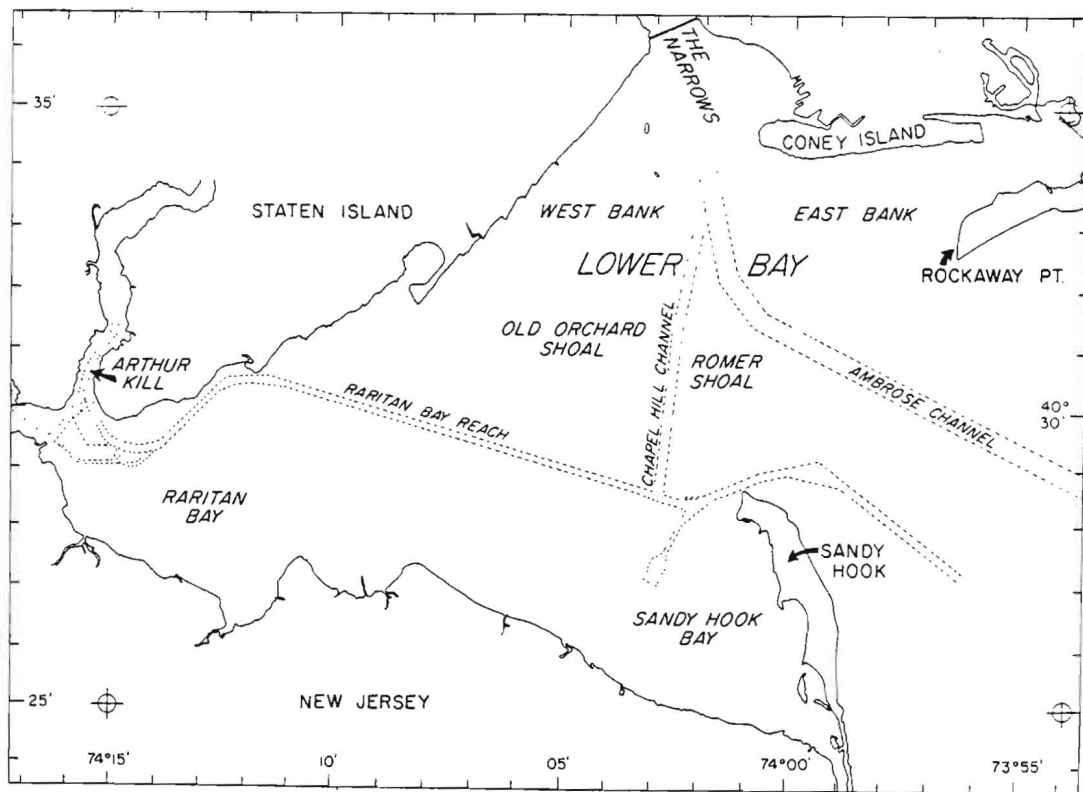 THE
NARROWS
35'
CONEY ISLAND
STATEN ISLAND
WEST BANK
EAST BANK
LOWER BAY
ROCKAWAY PT.
OLD ORCHARD
SHOAL
CHAPEL HILL CHANNEL
ROMER
SHOAL
ARTHUR
KILL
RARITAN BAY REACH
AMBROSE CHANNEL
40°
30'
RARITAN
BAY
SANDY
HOOK
SANDY HOOK
BAY
NEW JERSEY
25'
74°15'
10'
05'
74°00'
73°55'